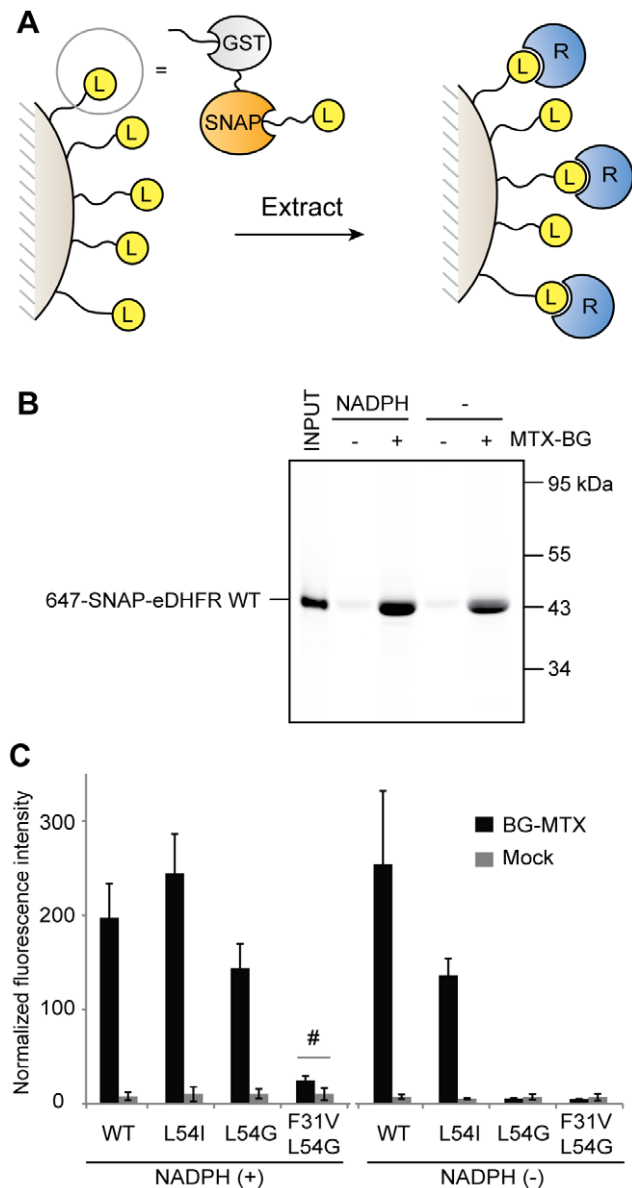 A
L = GST
SNAP L
L
L
L
L
Extract
L R
L
L R
L
L R
B
INPUT
NADPH -
- + - + MTX-BG
95 kDa
55
647-SNAP-eDHFR WT
43
34
C
Normalized fluorescence intensity
300
200
100
0
BG-MTX
Mock
#
WT L54I L54G F31V L54G WT L54I L54G F31V L54G
NADPH (+) NADPH (-)